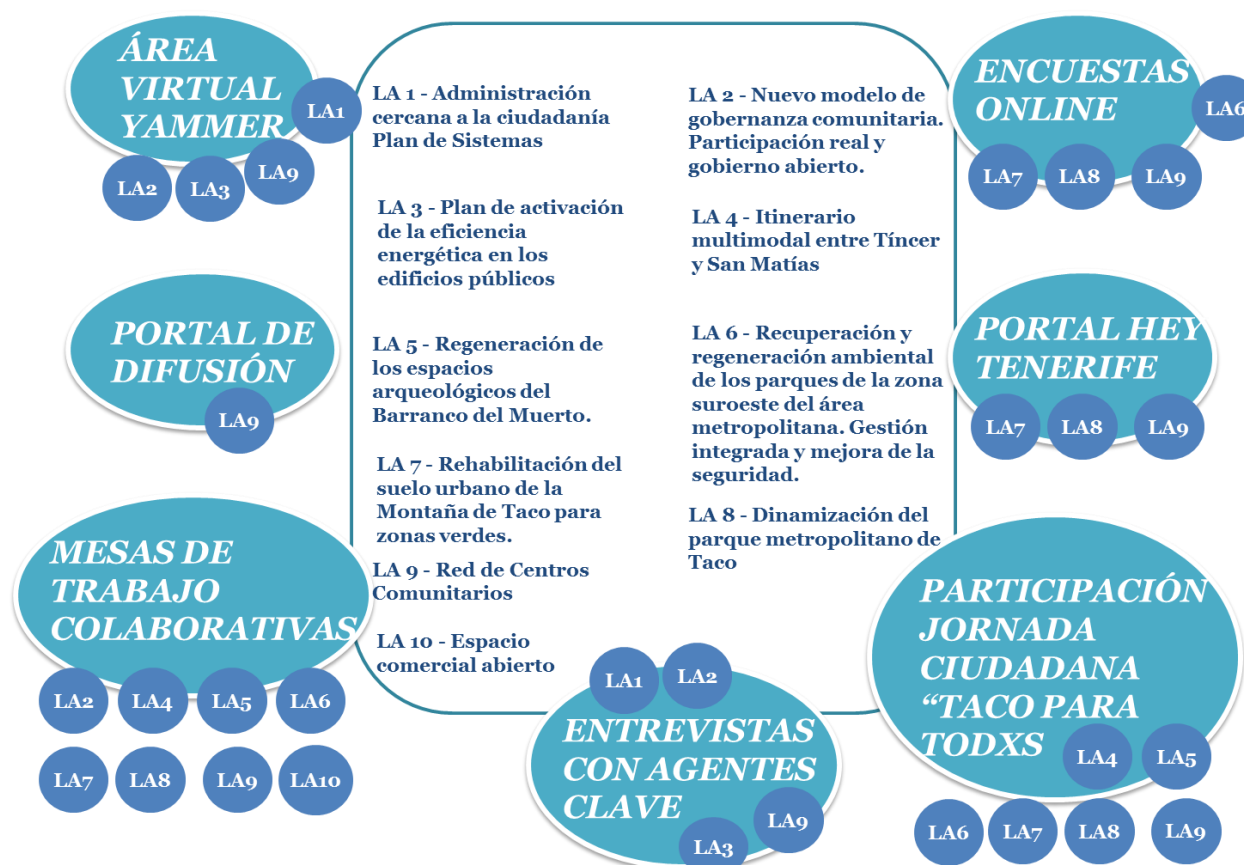 ÁREA
VIRTUAL
YAMMER
LA1
LA2
LA3
LA9
PORTAL DE
DIFUSIÓN
LA9
MESAS DE
TRABAJO
COLABORATIVAS
LA2
LA4
LA5
LA6
LA7
LA8
LA9
LA10
LA 1 - Administración
cercana a la ciudadanía
Plan de Sistemas
LA 2 - Nuevo modelo de
gobernanza comunitaria.
Participación real y
gobierno abierto.
LA 3 - Plan de activación
de la eficiencia
energética en los
edificios públicos
LA 4 - Itinerario
multimodal entre Tíncer
y San Matías
LA 5 - Regeneración de
los espacios
arqueológicos del
Barranco del Muerto.
LA 6 - Recuperación y
regeneración ambiental
de los parques de la zona
suroeste del área
metropolitana. Gestión
integrada y mejora de la
seguridad.
LA 7 - Rehabilitación del
suelo urbano de la
Montaña de Taco para
zonas verdes.
LA 8 - Dinamización del
parque metropolitano de
Taco
LA 9 - Red de Centros
Comunitarios
LA 10 - Espacio
comercial abierto
LA1
LA2
ENTREVISTAS
CON AGENTES
CLAVE
LA9
LA3
ENCUESTAS
ONLINE
LA6
LA7
LA8
LA9
PORTAL HEY
TENERIFE
LA7
LA8
LA9
PARTICIPACIÓN
JORNADA
CIUDADANA
“TACO PARA
TODXS
LA4
LA5
LA6
LA7
LA8
LA9